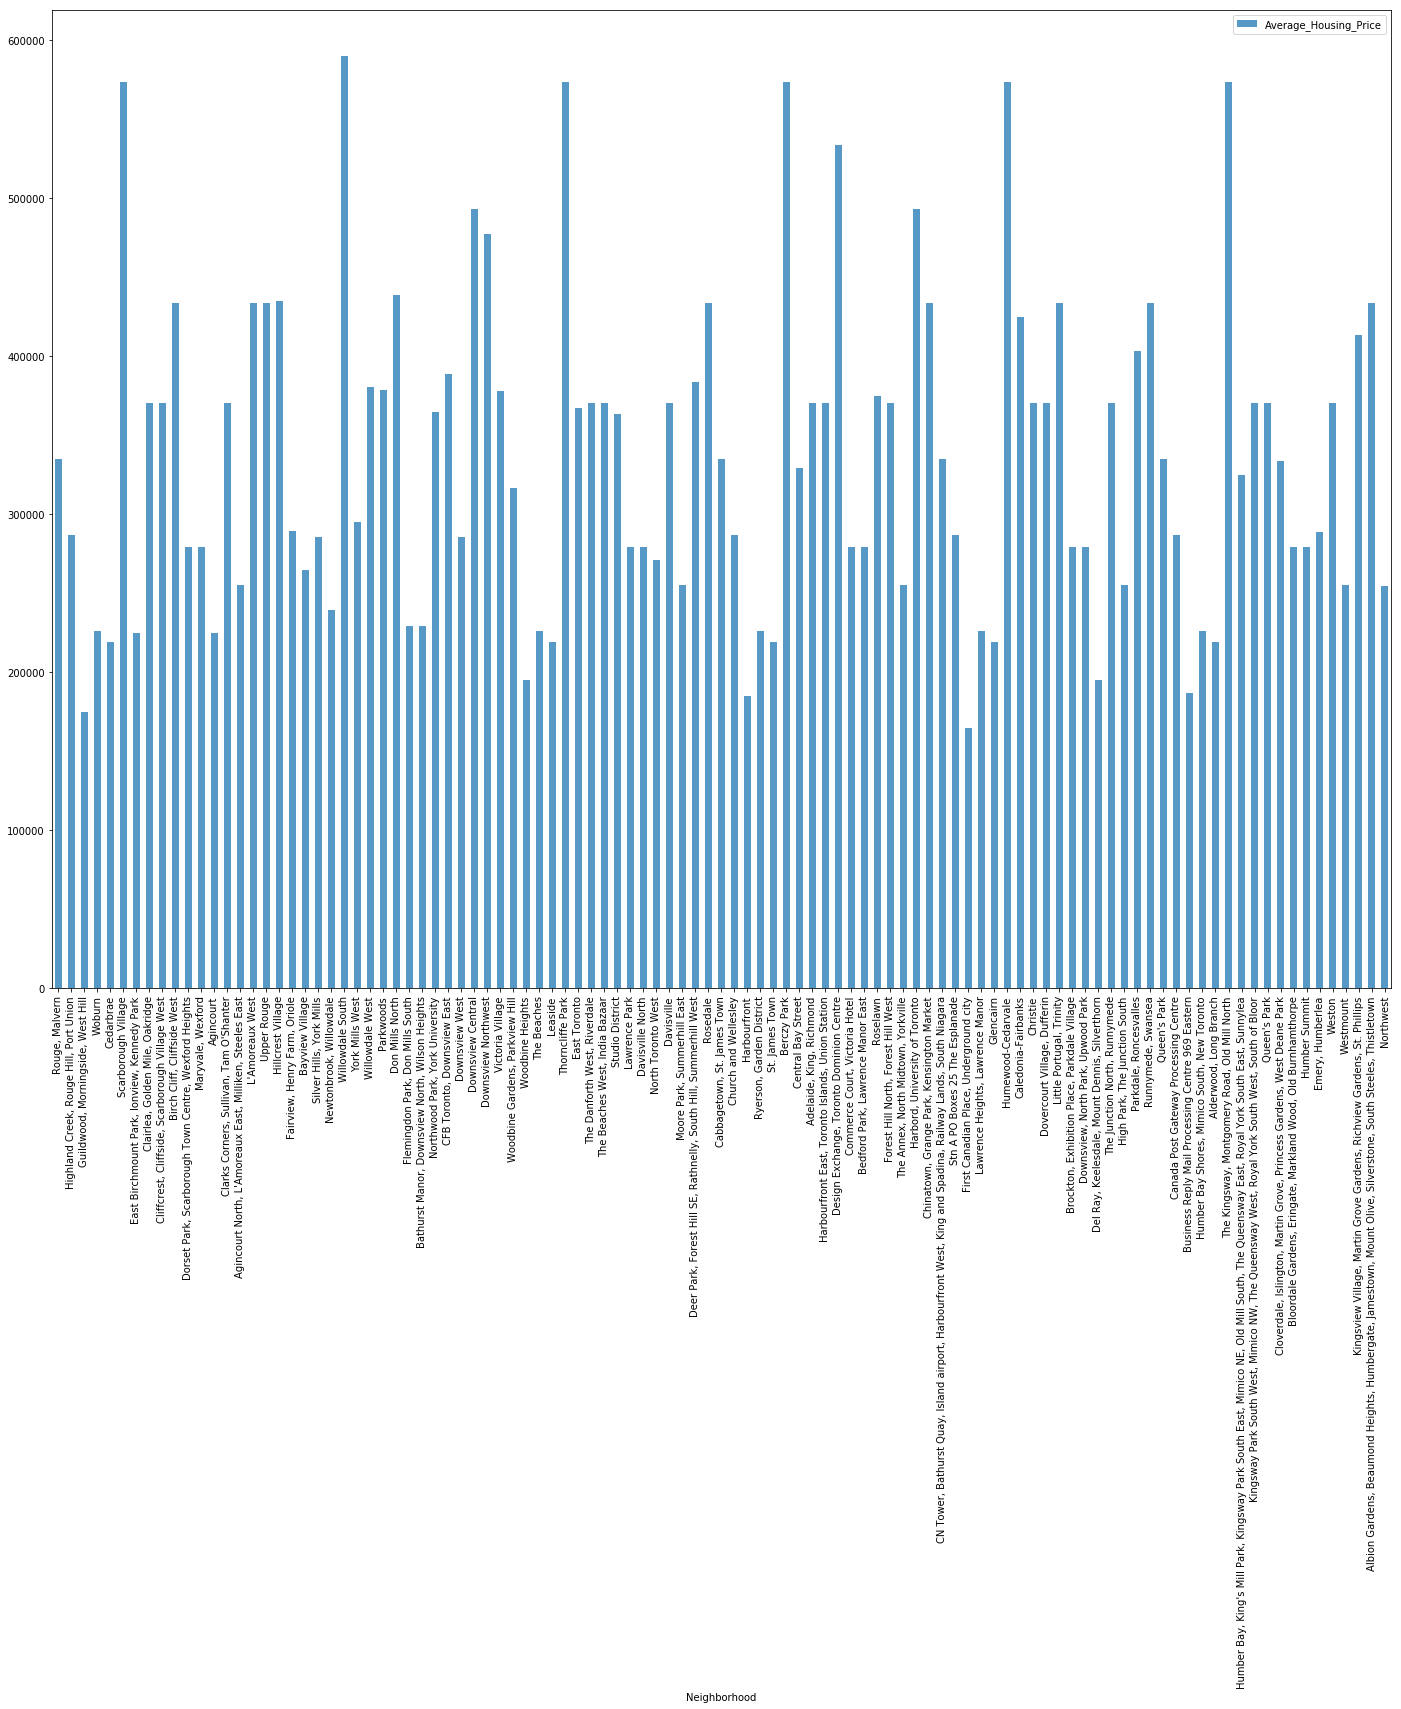 Average_Housing_Price
600000
500000
400000
300000
200000
100000
0
Rouge, Malvern
Highland Creek, Rouge Hill, Port Union
Guildwood, Morningside, West Hill
Woburn
Cedarbrae
Scarborough Village
East Birchmount Park, Ionview, Kennedy Park
Clairlea, Golden Mile, Oakridge
Cliffcrest, Cliffside, Scarborough Village West
Birch Cliff, Cliffside West
Dorset Park, Scarborough Town Centre, Wexford Heights
Maryvale, Wexford
Agincourt
Clarks Corners, Sullivan, Tam O'Shanter
Agincourt North, L'Amoreaux East, Milliken, Steeles East
L'Amoreaux West
Upper Rouge
Hillcrest Village
Fairview, Henry Farm, Oriole
Bayview Village
Silver Hills, York Mills
Newtonbrook, Willowdale
Willowdale South
York Mills West
Willowdale West
Parkwoods
Don Mills North
Flemingdon Park, Don Mills South
Bathurst Manor, Downsview North, Wilson Heights
Northwood Park, York University
CFB Toronto, Downsview East
Downsview West
Downsview Central
Downsview Northwest
Victoria Village
Woodbine Gardens, Parkview Hill
Woodbine Heights
The Beaches
Leaside
Thorncliffe Park
East Toronto
The Danforth West, Riverdale
The Beaches West, India Bazaar
Studio District
Lawrence Park
Davisville North
North Toronto West
Davisville
Moore Park, Summerhill East
Deer Park, Forest Hill SE, Rathnelly, South Hill, Summerhill West
Rosedale
Cabbagetown, St. James Town
Church and Wellesley
Harbourfront
Ryerson, Garden District
St. James Town
Berczy Park
Central Bay Street
Adelaide, King, Richmond
Harbourfront East, Toronto Islands, Union Station
Design Exchange, Toronto Dominion Centre
Commerce Court, Victoria Hotel
Bedford Park, Lawrence Manor East
Roselawn
Forest Hill North, Forest Hill West
The Annex, North Midtown, Yorkville
Harbord, University of Toronto
Chinatown, Grange Park, Kensington Market
CN Tower, Bathurst Quay, Island airport, Harbourfront West, King and Spadina, Railway Lands, South Niagara
Stn A PO Boxes 25 The Esplanade
First Canadian Place, Underground city
Lawrence Heights, Lawrence Manor
Glencairn
Humewood-Cedarvale
Caledonia-Fairbanks
Christie
Dovercourt Village, Dufferin
Little Portugal, Trinity
Brockton, Exhibition Place, Parkdale Village
Downsview, North Park, Upwood Park
Del Ray, Keelesdale, Mount Dennis, Silverthorn
The Junction North, Runnymede
High Park, The Junction South
Parkdale, Roncesvalles
Runnymede, Swansea
Queen's Park
Canada Post Gateway Processing Centre
Business Reply Mail Processing Centre 969 Eastern
Humber Bay Shores, Mimico South, New Toronto
Alderwood, Long Branch
The Kingsway, Montgomery Road, Old Mill North
Humber Bay, King's Mill Park, Kingsway Park South East, Mimico NE, Old Mill South, The Queensway East, Royal York South East, Sunnylea
Kingsway Park South West, Mimico NW, The Queensway West, Royal York South West, South of Bloor
Queen's Park
Cloverdale, Islington, Martin Grove, Princess Gardens, West Deane Park
Bloordale Gardens, Eringate, Markland Wood, Old Burnhamthorpe
Humber Summit
Emery, Humberlea
Weston
Westmount
Kingsview Village, Martin Grove Gardens, Richview Gardens, St. Phillips
Albion Gardens, Beaumond Heights, Humbergate, Jamestown, Mount Olive, Silverstone, South Steeles, Thistletown
Northwest
Neighborhood